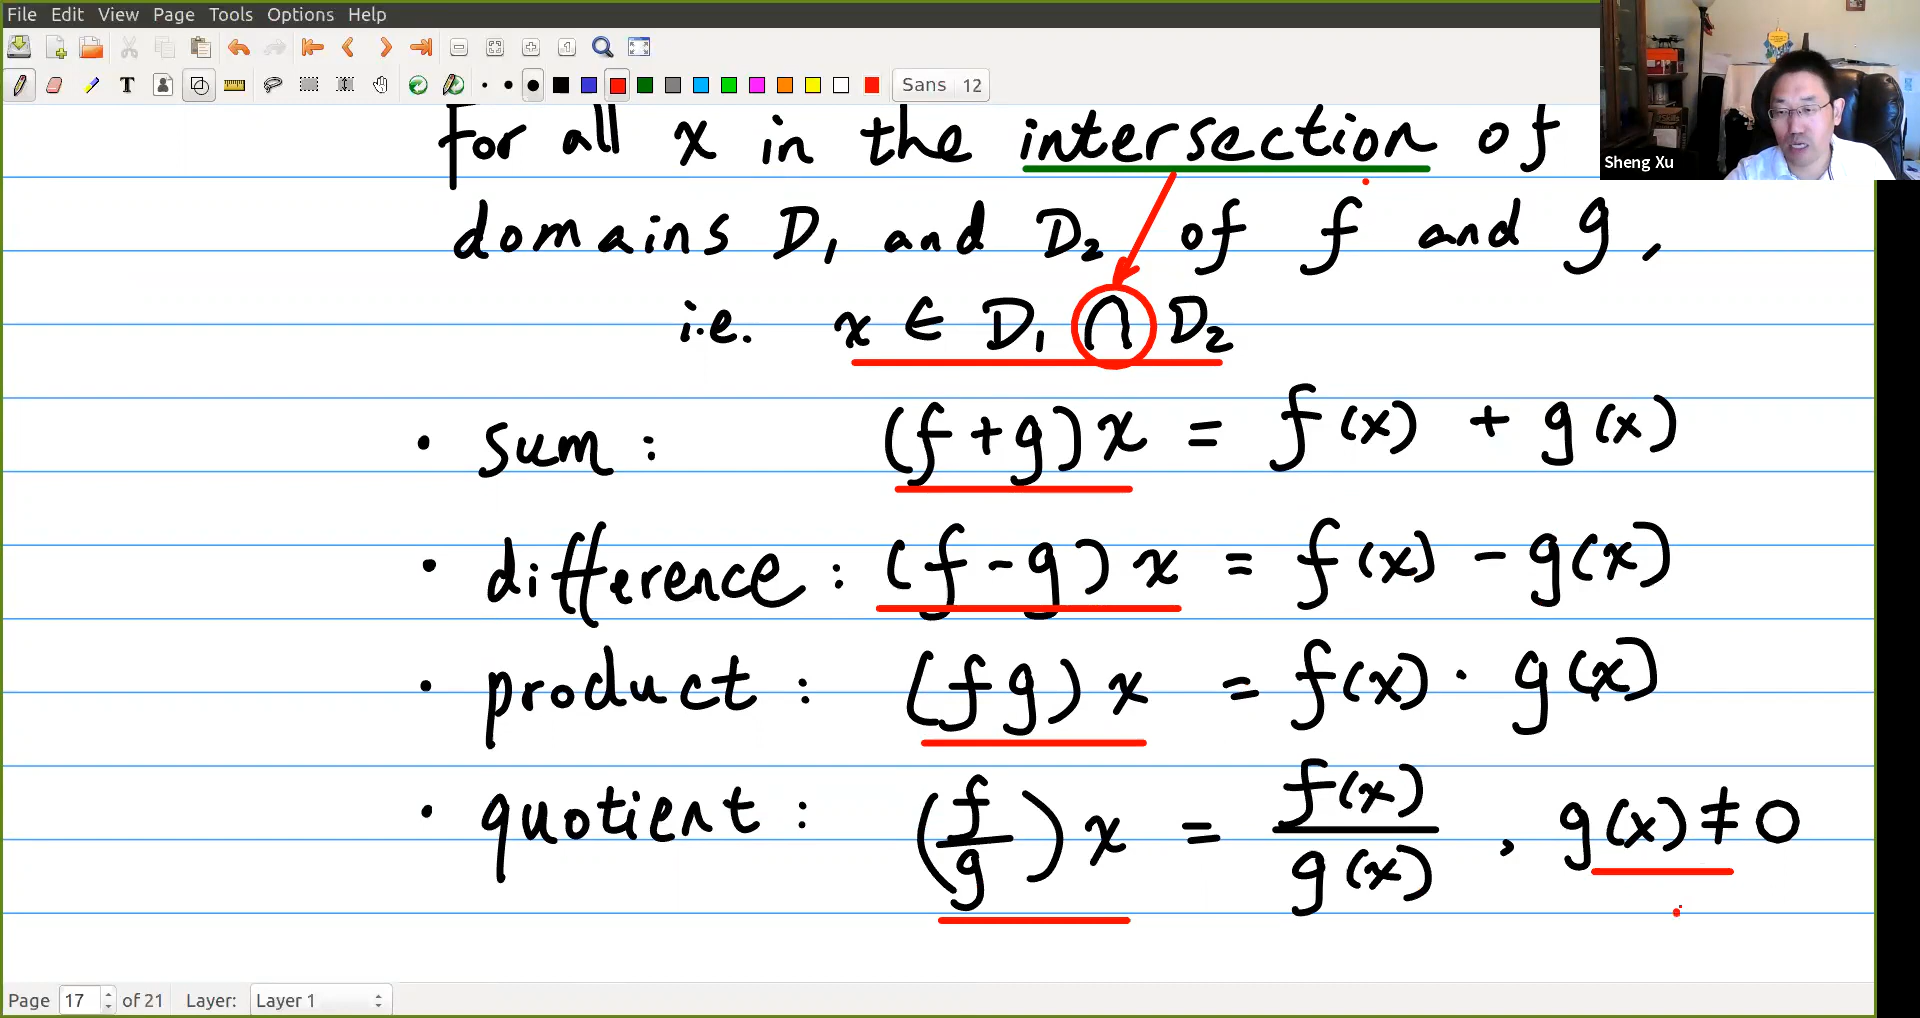 File Edit View Page Tools Options Help
Sans 12
for all x in the intersection of
domains D₁ and D₂ of f and g,
i.e. x ∈ D₁ ∩ D₂
• sum: (f+g)x = f(x) + g(x)
• difference: (f-g)x = f(x) - g(x)
• product: (fg)x = f(x) · g(x)
• quotient: (f/g)x = f(x)/g(x), g(x) ≠ 0
Sheng Xu
Page 17 of 21 Layer: Layer 1